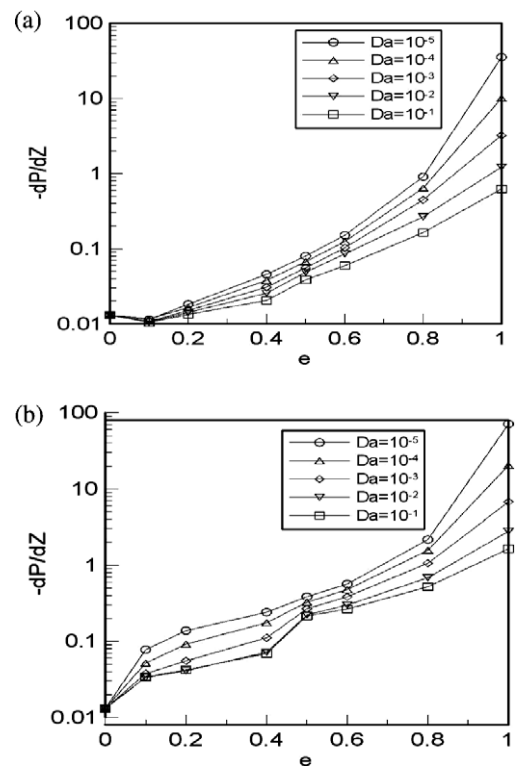 (a)
100
10
1
0.1
0.01
-dP/dZ
Da=10⁻⁵
Da=10⁻⁴
Da=10⁻³
Da=10⁻²
Da=10⁻¹
0 0.2 0.4 0.6 0.8 1
e
(b)
100
10
1
0.1
0.01
-dP/dZ
Da=10⁻⁵
Da=10⁻⁴
Da=10⁻³
Da=10⁻²
Da=10⁻¹
0 0.2 0.4 0.6 0.8 1
e